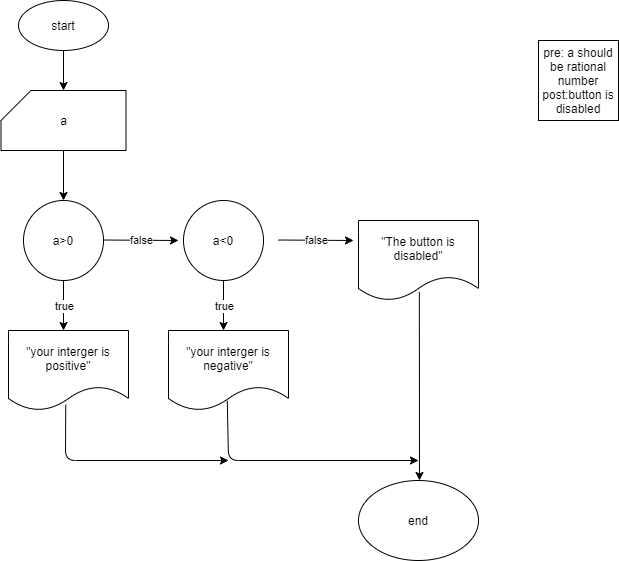 start
pre: a should
be rational
number
post:button is
disabled
a
a>0
false
a<0
false
"The button is
disabled"
true
true
"your interger is
positive"
"your interger is
negative"
end